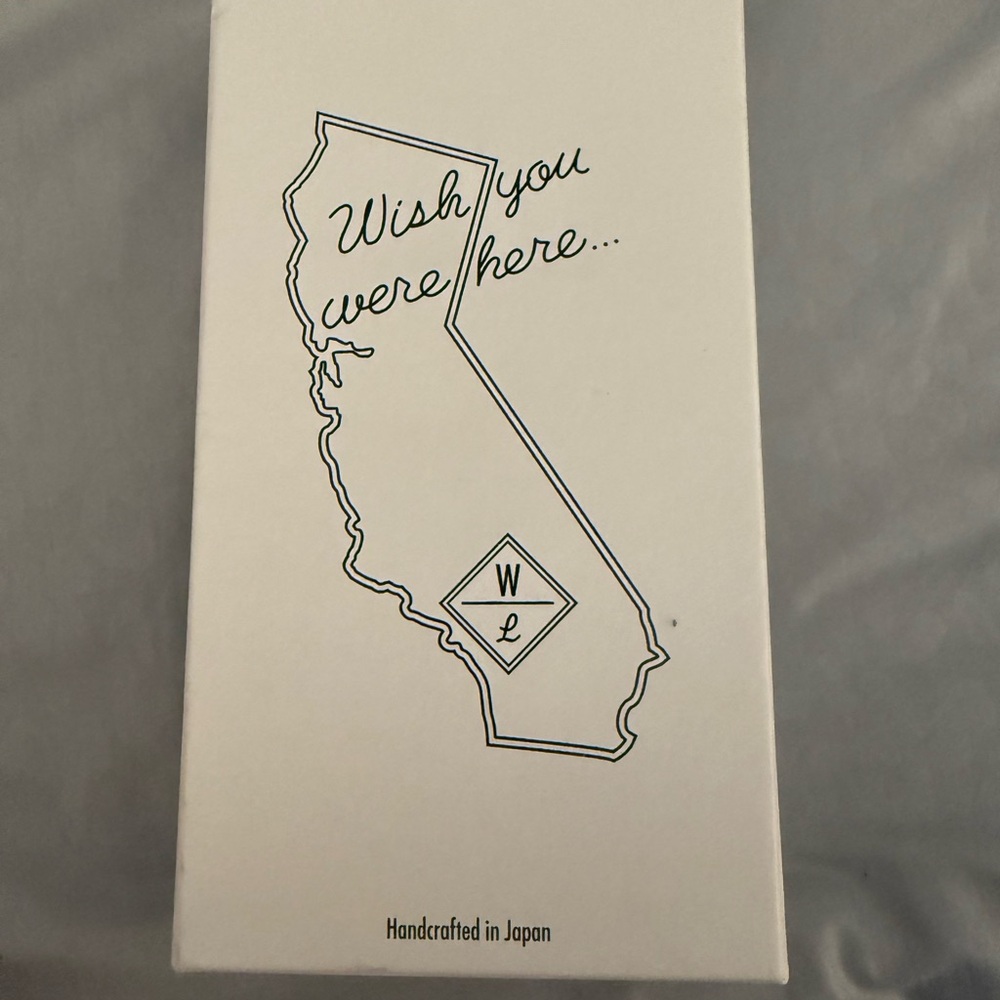 Wish you
were here...
W
L
Handcrafted in Japan